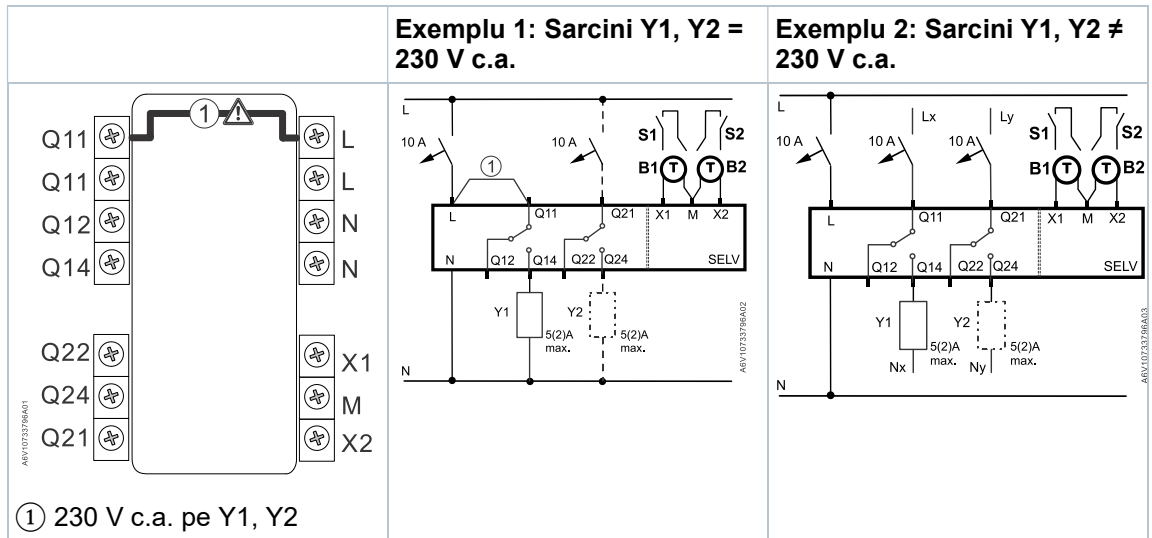 Exemplu 1: Sarcini Y1, Y2 =
230 V c.a.
Exemplu 2: Sarcini Y1, Y2 ≠
230 V c.a.
1
Q11 L
Q11 L
Q12 N
Q14 N
Q22 X1
Q24 M
Q21 X2
A6V10733796A01
① 230 V c.a. pe Y1, Y2
L
10 A 10 A S1 S2
1
B1 T T B2
L Q11 Q21 X1 M X2
N Q12 Q14 Q22 Q24 SELV
Y1 Y2
5(2)A 5(2)A
max. max.
N
A6V10733796A02
L
Lx Ly
10 A 10 A 10 A S1 S2
B1 T T B2
L Q11 Q21 X1 M X2
N Q12 Q14 Q22 Q24 SELV
Y1 Y2
5(2)A 5(2)A
max. max.
Nx Ny
N
A6V10733796A03